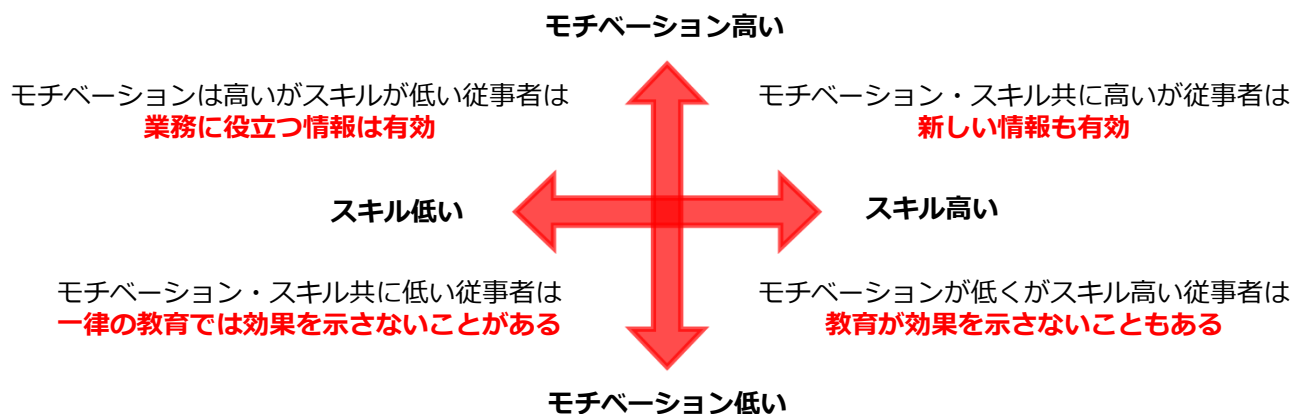 モチベーション高い
モチベーションは高いがスキルが低い従事者は
業務に役立つ情報は有効
モチベーション・スキル共に高いが従事者は
新しい情報も有効
スキル低い
スキル高い
モチベーション・スキル共に低い従事者は
一律の教育では効果を示さないことがある
モチベーションが低くがスキル高い従事者は
教育が効果を示さないこともある
モチベーション低い